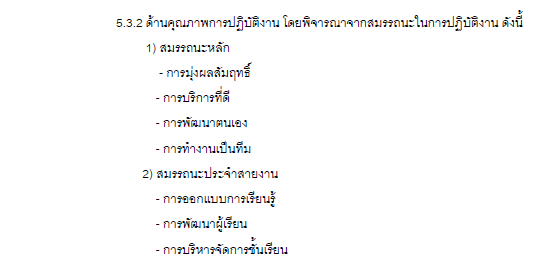 5.3.2 ด้านคุณภาพการปฏิบัติงาน โดยพิจารณาจากสมรรถนะในการปฏิบัติงาน ดังนี้
1) สมรรถนะหลัก
- การมุ่งผลสัมฤทธิ์
- การบริการที่ดี
- การพัฒนาตนเอง
- การทำงานเป็นทีม
2) สมรรถนะประจำสายงาน
- การออกแบบการเรียนรู้
- การพัฒนาผู้เรียน
- การบริหารจัดการชั้นเรียน